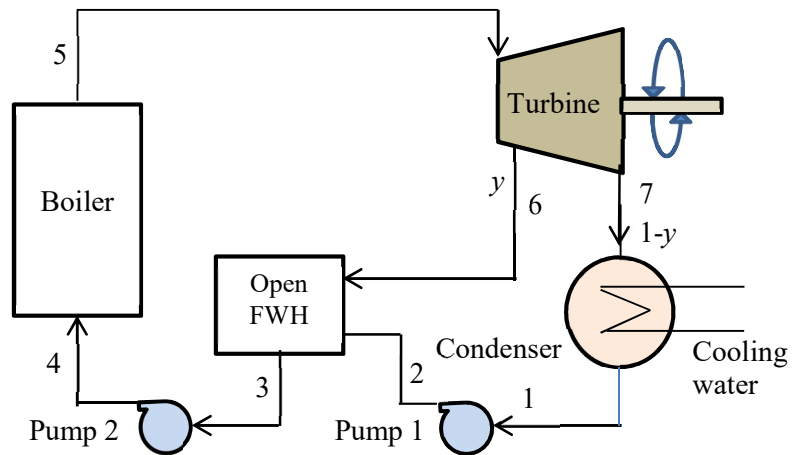 5
Turbine
Boiler
y
6
7
1-y
Open
FWH
Condenser
Cooling
water
4
3
2
1
Pump 2
Pump 1